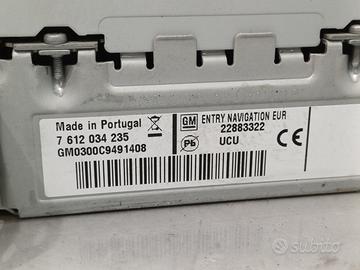 Made in Portugal
7 612 034 235
GM0300C9491408
GM
Pb
ENTRY NAVIGATION EUR
22883322
UCU
CE
subito